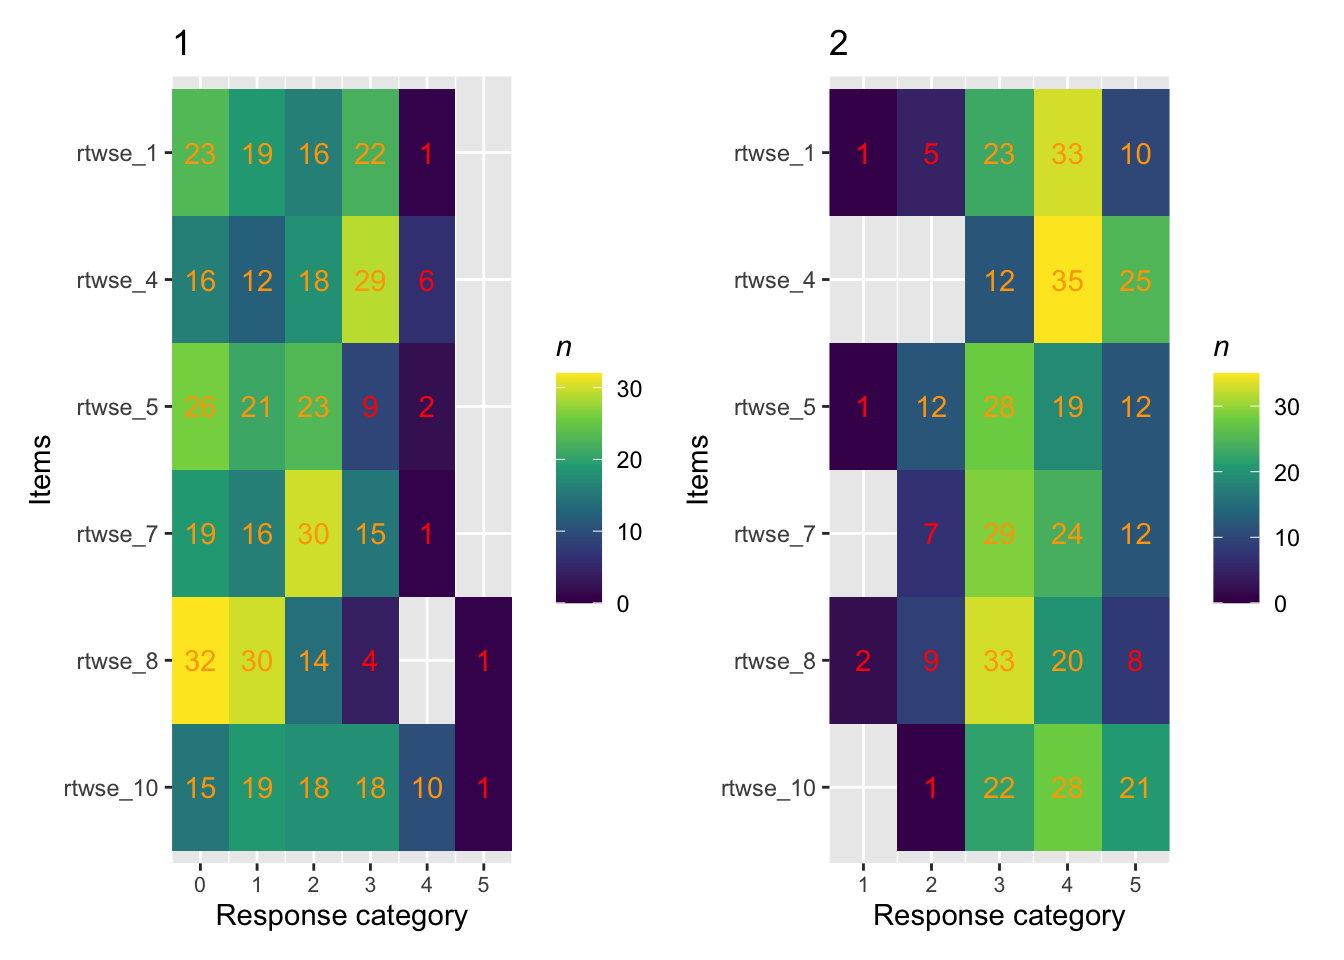 1
rtwse_1 23 19 16 22 1
rtwse_4 16 12 18 29 6
rtwse_5 26 21 23 9 2
rtwse_7 19 16 30 15 1
rtwse_8 32 30 14 4 1
rtwse_10 15 19 18 18 10 1
0 1 2 3 4 5
Response category
Items
n
30
20
10
0
2
rtwse_1 1 5 23 33 10
rtwse_4 12 35 25
rtwse_5 1 12 28 19 12
rtwse_7 7 29 24 12
rtwse_8 2 9 33 20 8
rtwse_10 1 22 28 21
1 2 3 4 5
Response category
Items
n
30
20
10
0